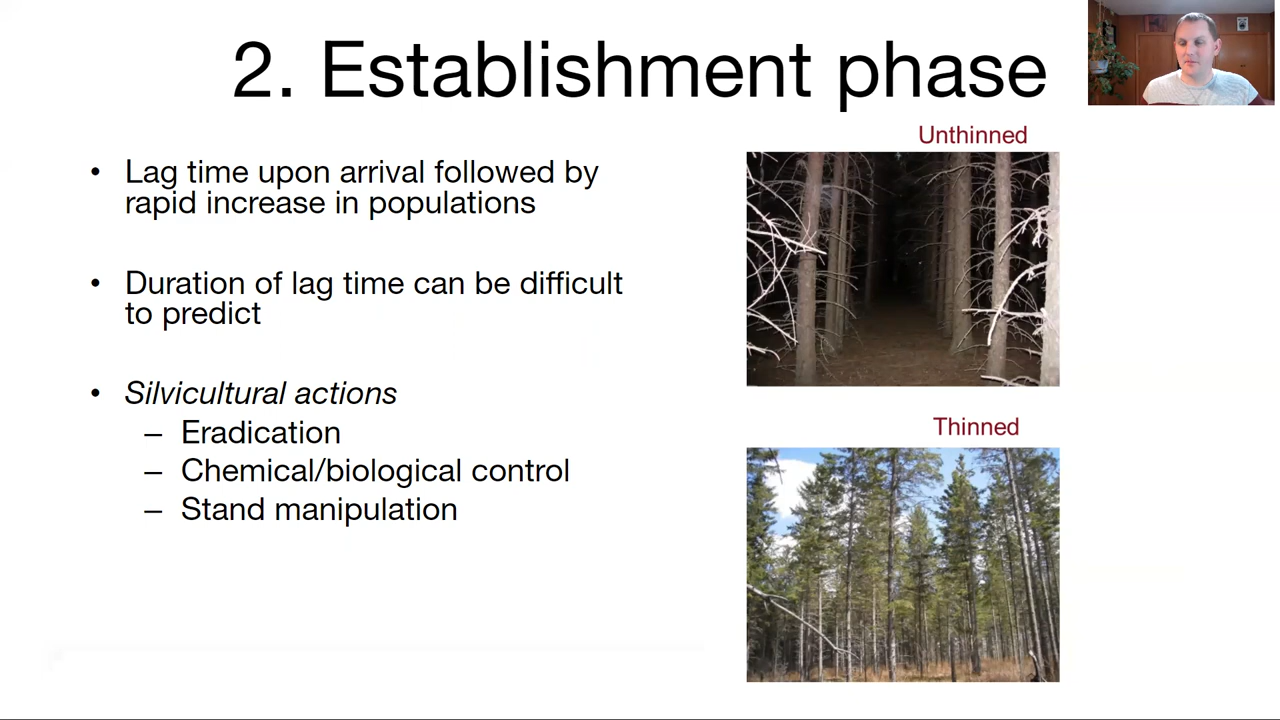 2. Establishment phase
• Lag time upon arrival followed by
rapid increase in populations
• Duration of lag time can be difficult
to predict
• Silvicultural actions
– Eradication
– Chemical/biological control
– Stand manipulation
Unthinned
Thinned